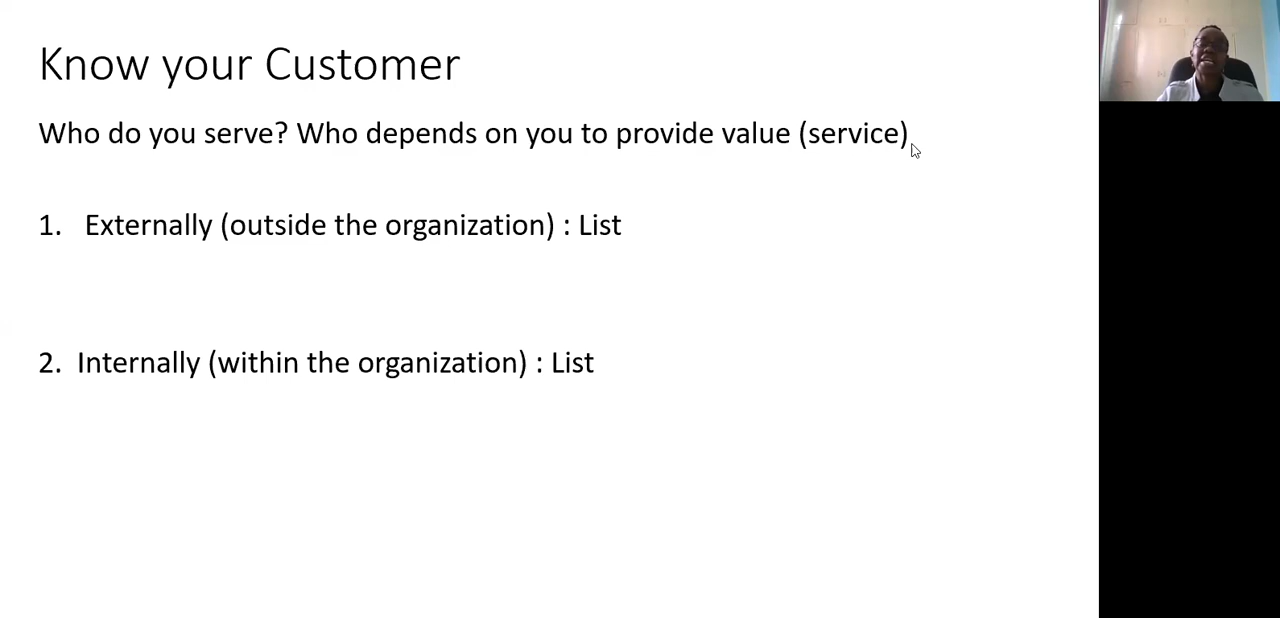 Know your Customer
Who do you serve? Who depends on you to provide value (service)
1. Externally (outside the organization) : List
2. Internally (within the organization) : List